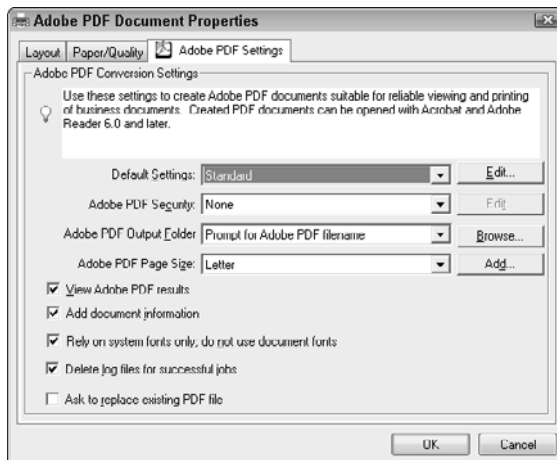 Adobe PDF Document Properties
Layout Paper/Quality Adobe PDF Settings
Adobe PDF Conversion Settings
Use these settings to create Adobe PDF documents suitable for reliable viewing and printing
of business documents. Created PDF documents can be opened with Acrobat and Adobe
Reader 6.0 and later.
Default Settings: Standard Edit...
Adobe PDF Security: None Edit
Adobe PDF Output Folder Prompt for Adobe PDF filename Browse...
Adobe PDF Page Size: Letter Add...
View Adobe PDF results
Add document information
Rely on system fonts only; do not use document fonts
Delete log files for successful jobs
Ask to replace existing PDF file
OK Cancel